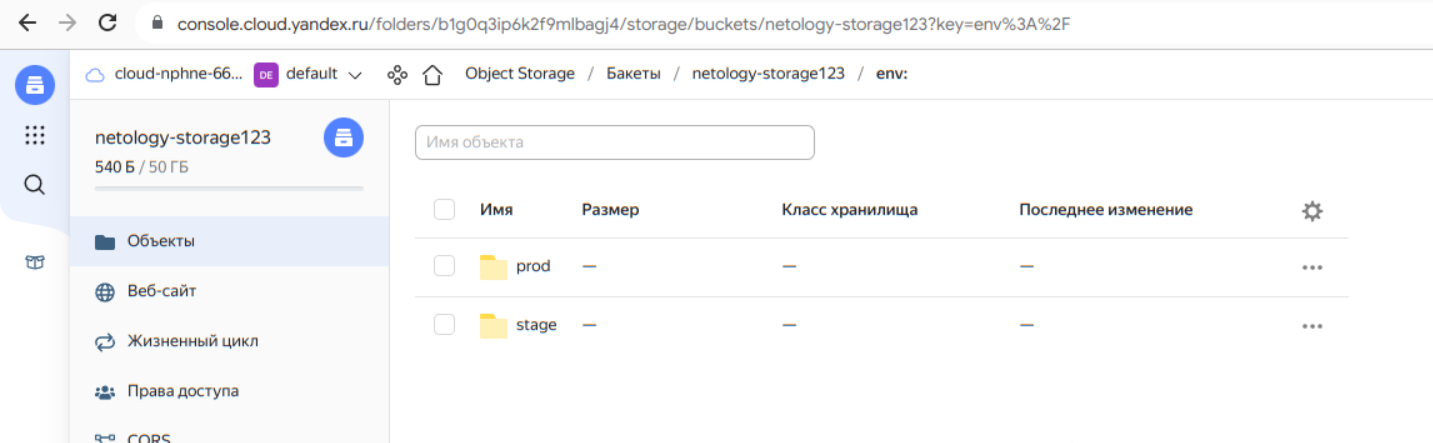 console.cloud.yandex.ru/folders/b1g0q3ip6k2f9mlbagj4/storage/buckets/netology-storage123?key=env%3A%2F
cloud-nphne-66... DE default Object Storage / Бакеты / netology-storage123 / env:
netology-storage123
540 Б / 50 ГБ
Объекты
Веб-сайт
Жизненный цикл
Права доступа
CORS
Имя объекта
Имя Размер Класс хранилища Последнее изменение
prod — — —
stage — — —